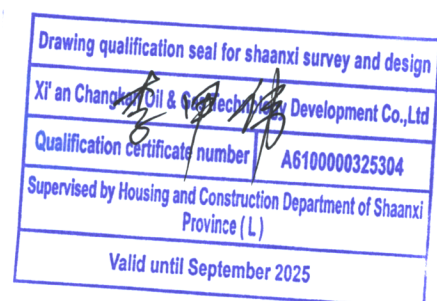 Drawing qualification seal for shaanxi survey and design
Xi' an Changkan Oil & Gas Technology Development Co.,Ltd
Qualification certificate number A6100000325304
Supervised by Housing and Construction Department of Shaanxi
Province ( L )
Valid until September 2025